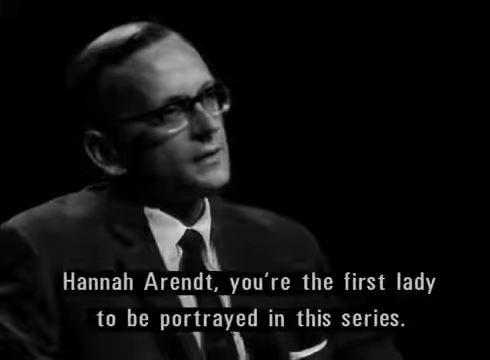 Hannah Arendt, you're the first lady
to be portrayed in this series.